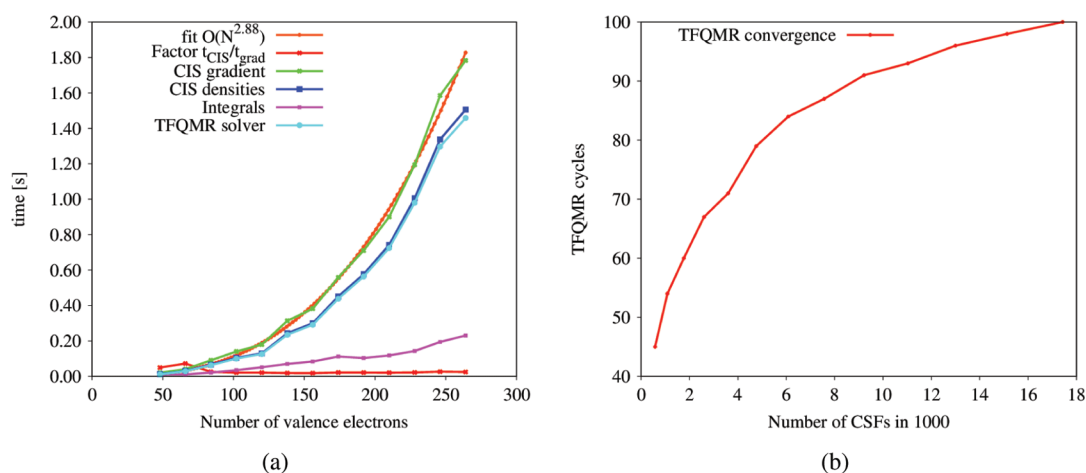 2.00
1.80
1.60
1.40
1.20
1.00
0.80
0.60
0.40
0.20
0.00
time [s]
fit O(N^2.88)
Factor t_CIS/t_grad
CIS gradient
CIS densities
Integrals
TFQMR solver
0 50 100 150 200 250 300
Number of valence electrons
(a)
100
90
80
70
60
50
40
TFQMR cycles
TFQMR convergence
0 2 4 6 8 10 12 14 16 18
Number of CSFs in 1000
(b)